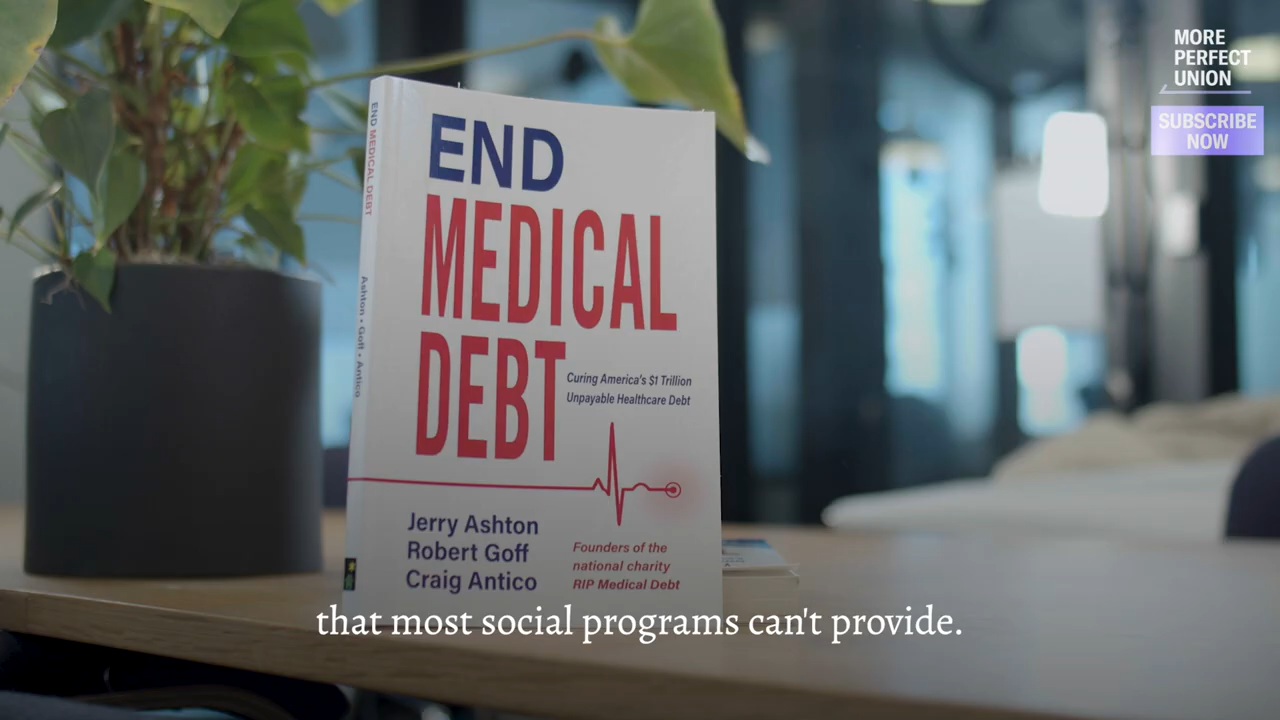 MORE
PERFECT
UNION
SUBSCRIBE
NOW
END MEDICAL DEBT
Ashton • Goff • Antico
END
MEDICAL
DEBT
Curing America's $1 Trillion
Unpayable Healthcare Debt
Jerry Ashton
Robert Goff
Craig Antico
Founders of the
national charity
RIP Medical Debt
that most social programs can't provide.